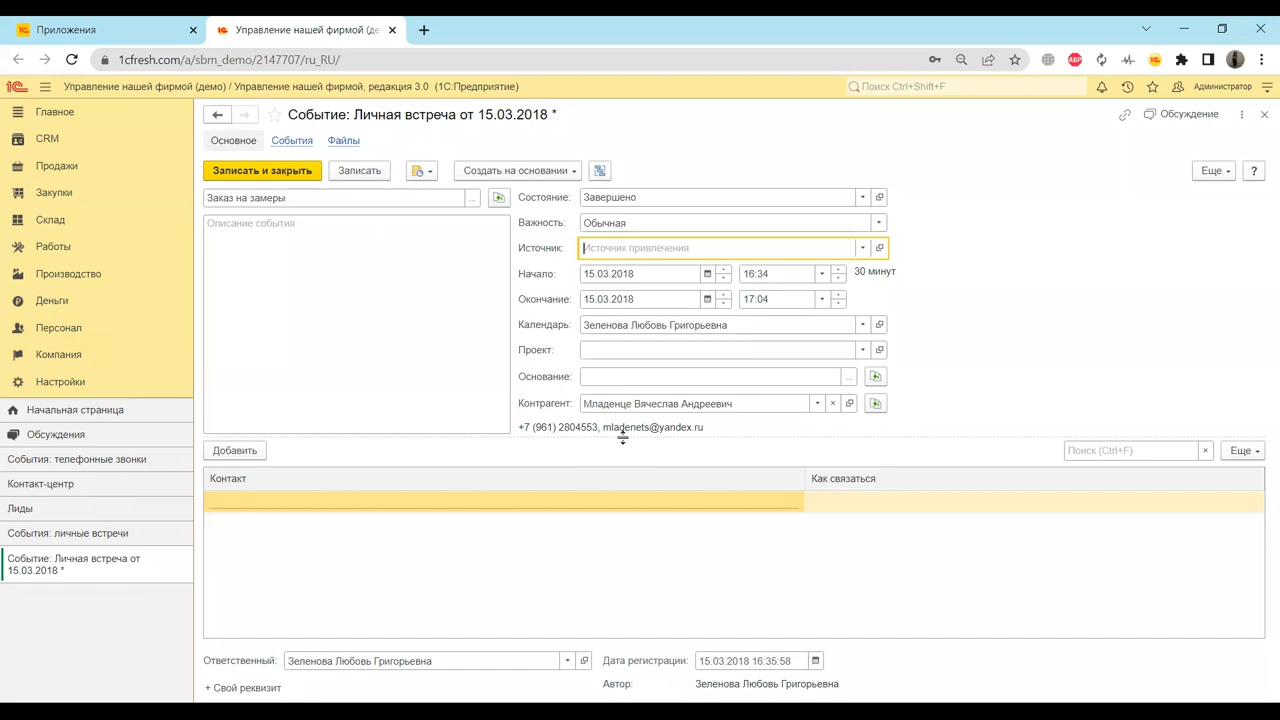 Приложения
Управление нашей фирмой (де
1cfresh.com/a/sbm_demo/2147707/ru_RU/
ABP
Управление нашей фирмой (демо) / Управление нашей фирмой, редакция 3.0 (1С:Предприятие)
Поиск Ctrl+Shift+F
Администратор
Главное
CRM
Продажи
Закупки
Склад
Работы
Производство
Деньги
Персонал
Компания
Настройки
Начальная страница
Обсуждения
События: телефонные звонки
Контакт-центр
Лиды
События: личные встречи
Событие: Личная встреча от
15.03.2018 *
Событие: Личная встреча от 15.03.2018 *
Обсуждение
Основное События Файлы
Записать и закрыть Записать Создать на основании Еще ?
Заказ на замеры ...
Описание события
Состояние: Завершено
Важность: Обычная
Источник: Источник привлечения
Начало: 15.03.2018 16:34 30 минут
Окончание: 15.03.2018 17:04
Календарь: Зеленова Любовь Григорьевна
Проект:
Основание: ...
Контрагент: Младенце Вячеслав Андреевич
+7 (961) 2804553, mladenets@yandex.ru
Добавить Поиск (Ctrl+F) × Еще
Контакт Как связаться
Ответственный: Зеленова Любовь Григорьевна Дата регистрации: 15.03.2018 16:35:58
+ Свой реквизит Автор: Зеленова Любовь Григорьевна